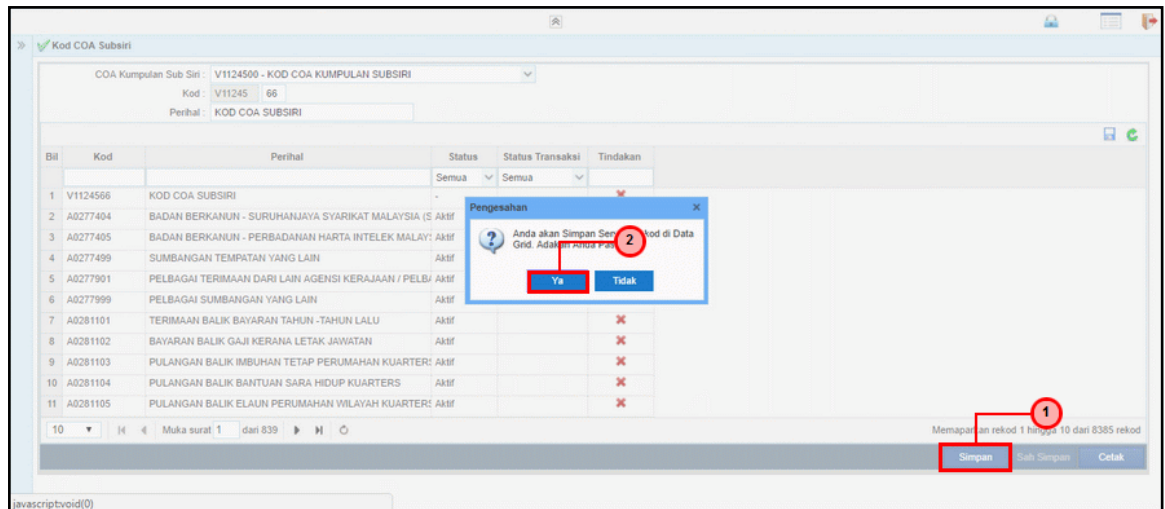 Kod COA Subsiri
COA Kumpulan Sub Siri : V1124500 - KOD COA KUMPULAN SUBSIRI
Kod : V11245 66
Perihal : KOD COA SUBSIRI
Bil Kod Perihal Status Status Transaksi Tindakan
Semua Semua
1 V1124566 KOD COA SUBSIRI -
2 A0277404 BADAN BERKANUN - SURUHANJAYA SYARIKAT MALAYSIA (S Aktif
3 A0277405 BADAN BERKANUN - PERBADANAN HARTA INTELEK MALAY Aktif
4 A0277499 SUMBANGAN TEMPATAN YANG LAIN Aktif
5 A0277901 PELBAGAI TERIMAAN DARI LAIN AGENSI KERAJAAN / PELB Aktif
6 A0277999 PELBAGAI SUMBANGAN YANG LAIN Aktif
7 A0281101 TERIMAAN BALIK BAYARAN TAHUN -TAHUN LALU Aktif
8 A0281102 BAYARAN BALIK GAJI KERANA LETAK JAWATAN Aktif
9 A0281103 PULANGAN BALIK IMBUHAN TETAP PERUMAHAN KUARTER Aktif
10 A0281104 PULANGAN BALIK BANTUAN SARA HIDUP KUARTERS Aktif
11 A0281105 PULANGAN BALIK ELAUN PERUMAHAN WILAYAH KUARTER Aktif
Pengesahan
Anda akan Simpan kod di Data
Grid. Adakah Anda
2
Ya Tidak
10 Muka surat 1 dari 839
Memaparkan rekod 1 hingga 10 dari 8385 rekod
1
Simpan Sah Simpan Cetak
javascript:void(0)